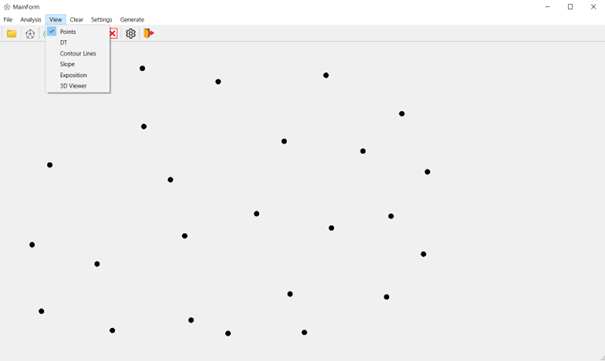 MainForm
File Analysis View Clear Settings Generate
Points
DT
Contour Lines
Slope
Exposition
3D Viewer